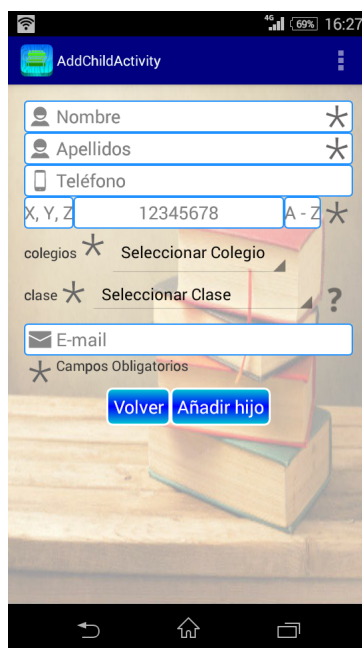 4G 69% 16:27
AddChildActivity
Nombre
Apellidos
Teléfono
X, Y, Z 12345678 A - Z
colegios Seleccionar Colegio
clase Seleccionar Clase ?
E-mail
Campos Obligatorios
Volver Añadir hijo